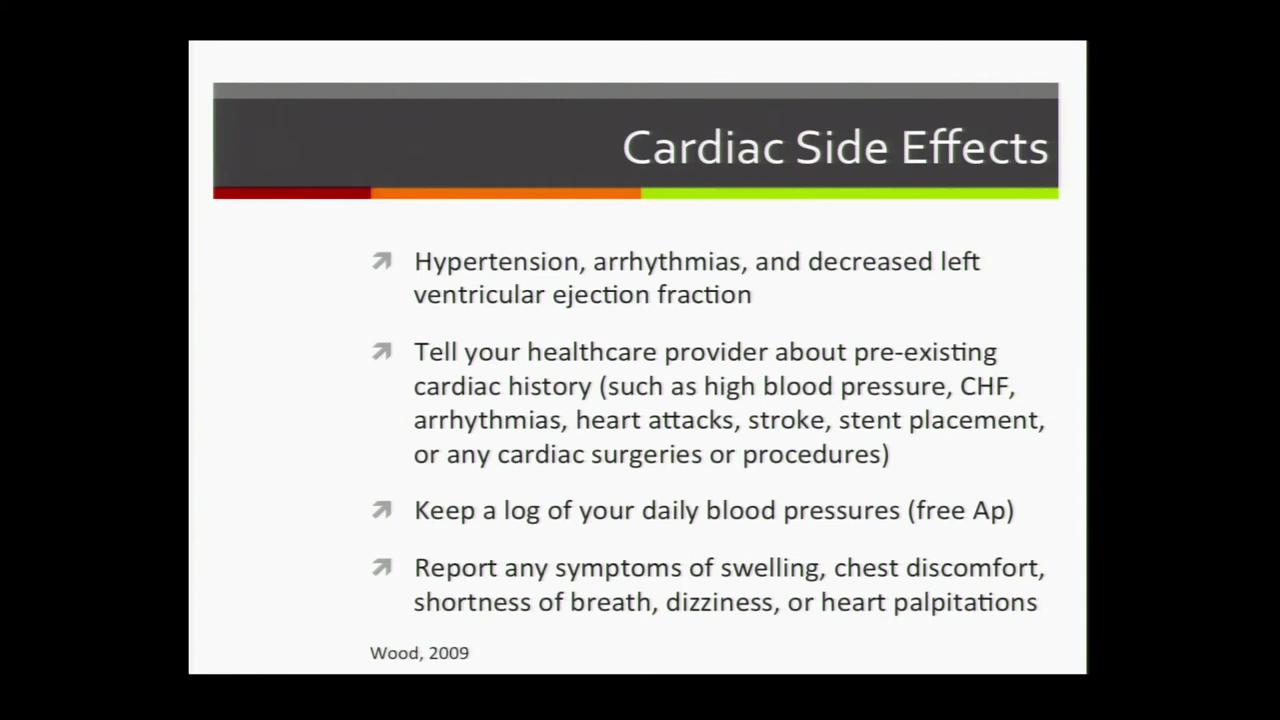 Cardiac Side Effects
Hypertension, arrhythmias, and decreased left
ventricular ejection fraction
Tell your healthcare provider about pre-existing
cardiac history (such as high blood pressure, CHF,
arrhythmias, heart attacks, stroke, stent placement,
or any cardiac surgeries or procedures)
Keep a log of your daily blood pressures (free Ap)
Report any symptoms of swelling, chest discomfort,
shortness of breath, dizziness, or heart palpitations
Wood, 2009